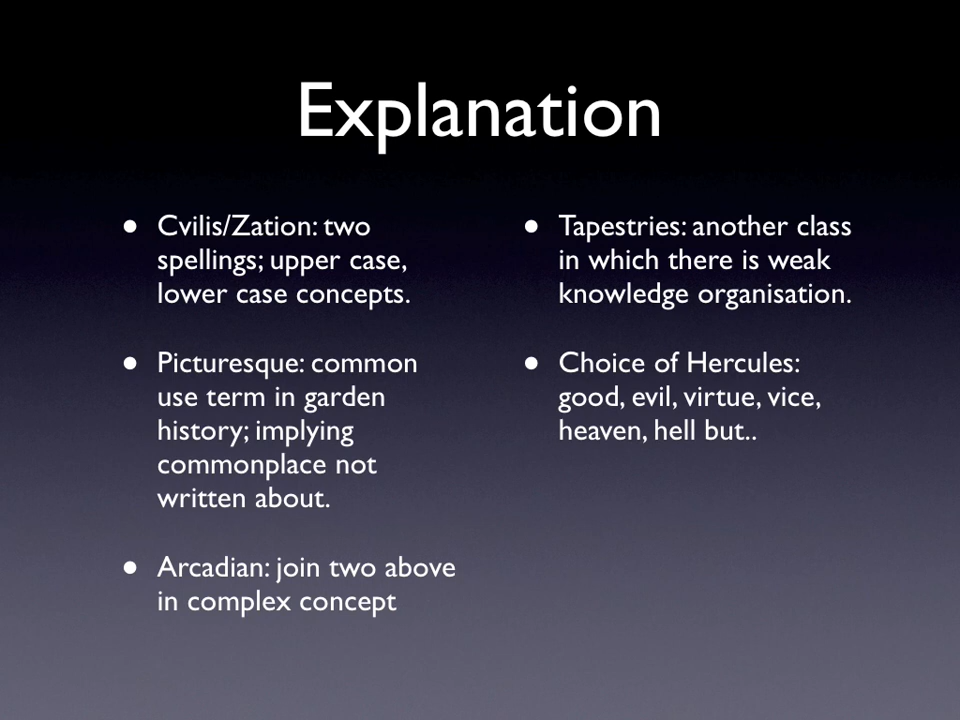 Explanation
• Cvilis/Zation: two
spellings; upper case,
lower case concepts.
• Picturesque: common
use term in garden
history; implying
commonplace not
written about.
• Arcadian: join two above
in complex concept
• Tapestries: another class
in which there is weak
knowledge organisation.
• Choice of Hercules:
good, evil, virtue, vice,
heaven, hell but..